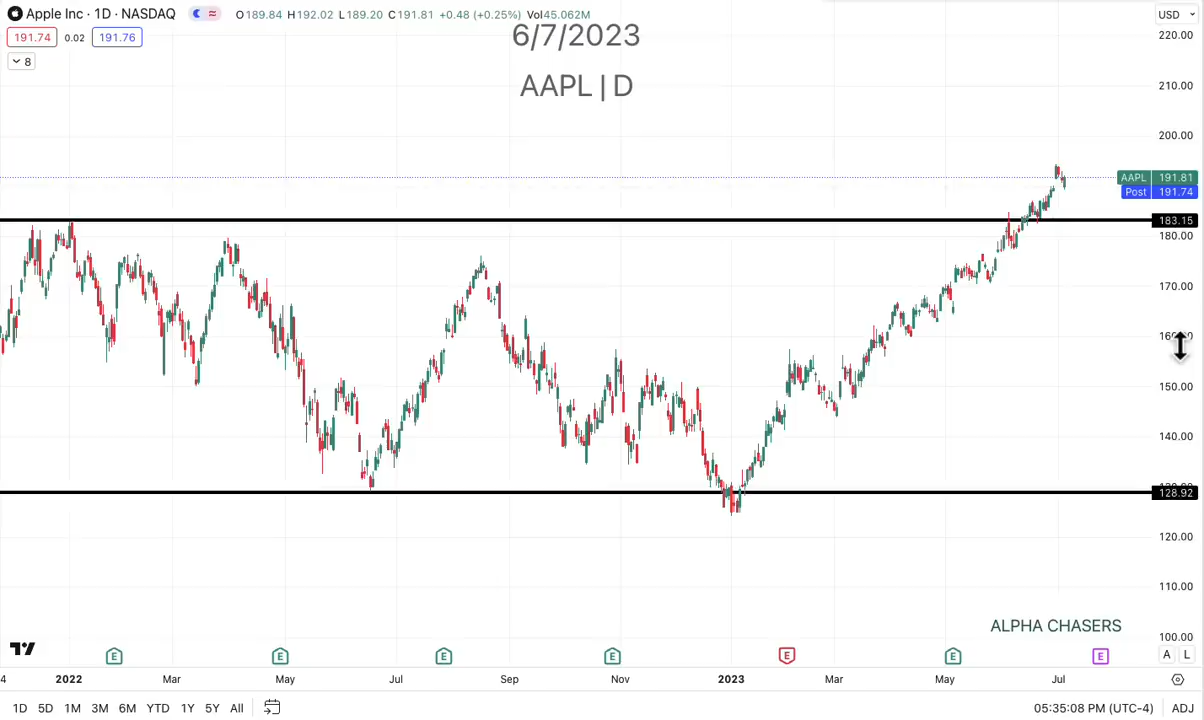 Apple Inc · 1D · NASDAQ
O189.84 H192.02 L189.20 C191.81 +0.48 (+0.25%) Vol45.062M
USD
191.74 0.02 191.76
8
6/7/2023
AAPL | D
220.00
210.00
200.00
AAPL 191.81
Post 191.74
183.15
180.00
170.00
150.00
140.00
128.92
120.00
110.00
100.00
ALPHA CHASERS
E E E E E E E
A L
2022 Mar May Jul Sep Nov 2023 Mar May Jul
1D 5D 1M 3M 6M YTD 1Y 5Y All
05:35:08 PM (UTC-4) ADJ